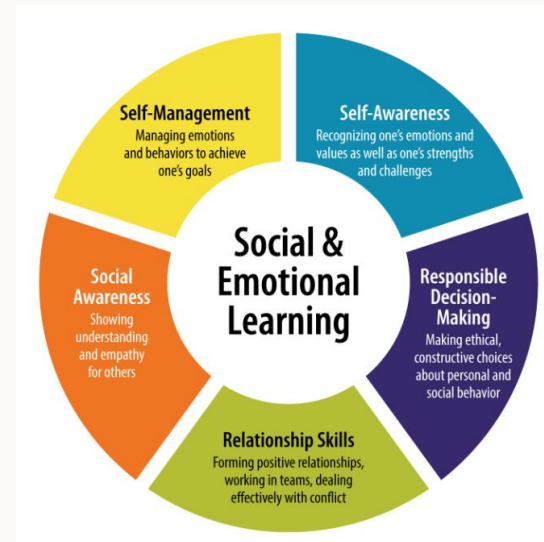 Self-Management
Managing emotions
and behaviors to achieve
one's goals
Self-Awareness
Recognizing one's emotions and
values as well as one's strengths
and challenges
Social &
Emotional
Learning
Social
Awareness
Showing
understanding
and empathy
for others
Responsible
Decision-
Making
Making ethical,
constructive choices
about personal and
social behavior
Relationship Skills
Forming positive relationships,
working in teams, dealing
effectively with conflict